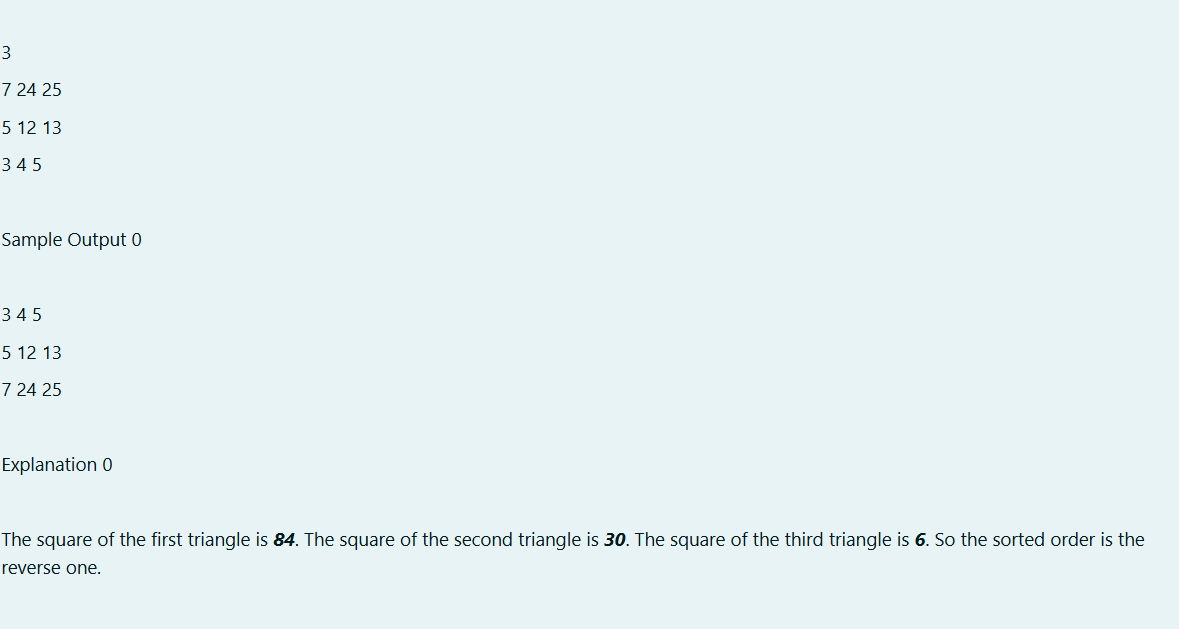 3
7 24 25
5 12 13
3 4 5
Sample Output 0
3 4 5
5 12 13
7 24 25
Explanation 0
The square of the first triangle is 84. The square of the second triangle is 30. The square of the third triangle is 6. So the sorted order is the
reverse one.